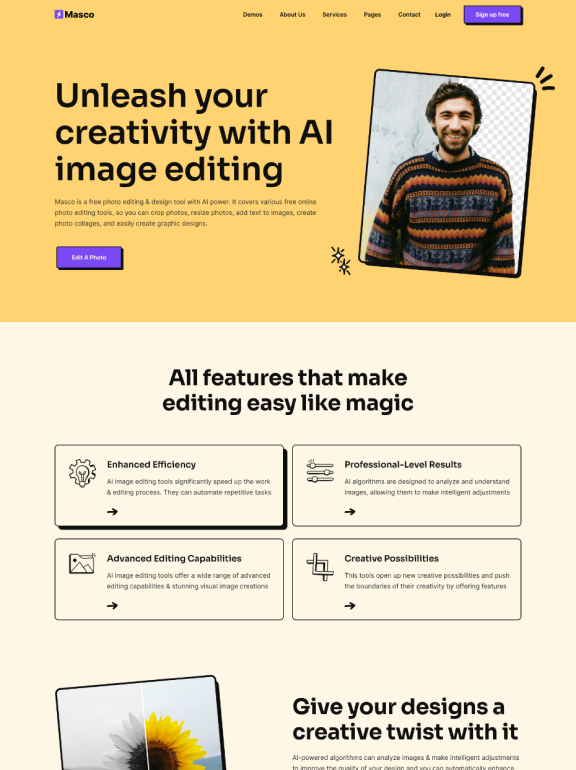 Masco
Demos
About Us
Services
Pages
Contact
Login
Sign up free
Unleash your
creativity with AI
image editing
Masco is a free photo editing & design tool with AI power. It covers various free online
photo editing tools, so you can crop photos, resize photos, add text to images, create
photo collages, and easily create graphic designs.
Edit A Photo
All features that make
editing easy like magic
Enhanced Efficiency
AI image editing tools significantly speed up the work
& editing process. They can automate repetitive tasks
Professional-Level Results
AI algorithms are designed to analyze and understand
images, allowing them to make intelligent adjustments
Advanced Editing Capabilities
AI image editing tools offer a wide range of advanced
editing capabilities & stunning visual image creations
Creative Possibilities
This tools open up new creative possibilities and push
the boundaries of their creativity by offering features
Give your designs a
creative twist with it
AI-powered algorithms can analyze images & make intelligent adjustments
to improve the quality of your design and you can automatically enhance